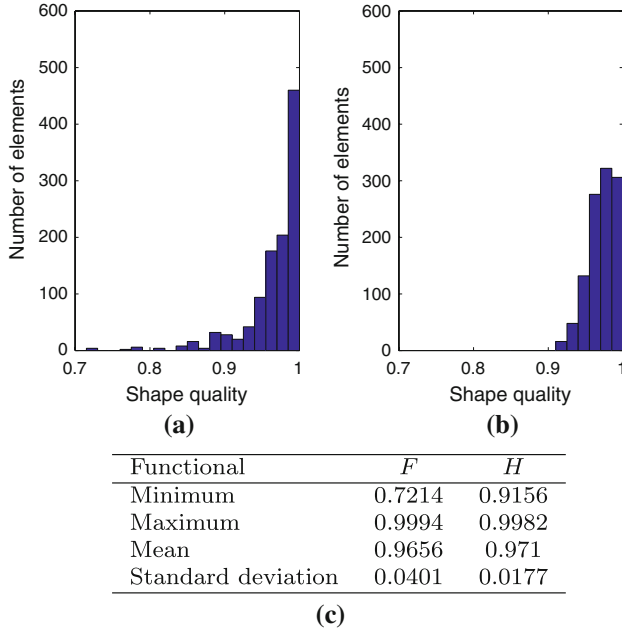 600
500
400
300
200
100
0
0.7 0.8 0.9 1
Number of elements
Shape quality
(a)
600
500
400
300
200
100
0
0.7 0.8 0.9 1
Number of elements
Shape quality
(b)
Functional F H
Minimum 0.7214 0.9156
Maximum 0.9994 0.9982
Mean 0.9656 0.971
Standard deviation 0.0401 0.0177
(c)